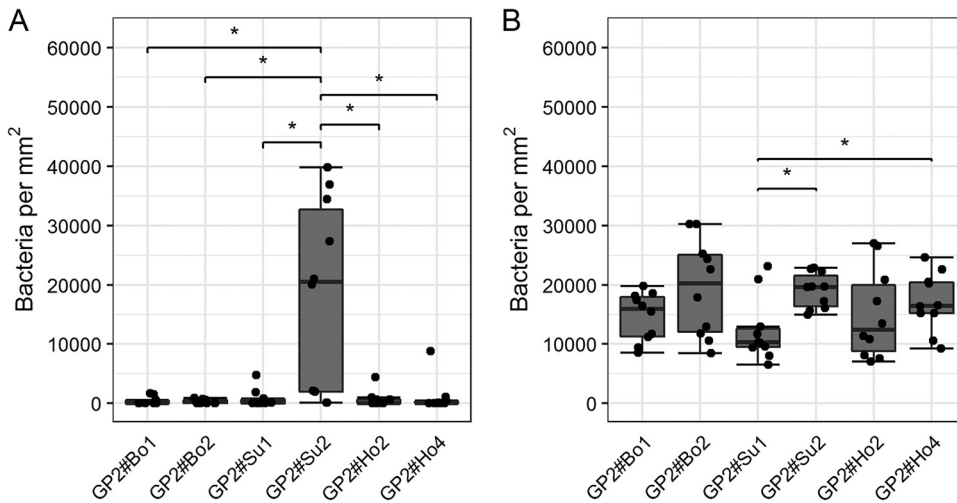 A
Bacteria per mm²
60000
50000
40000
30000
20000
10000
0
*
*
*
*
*
GP2#Bo1
GP2#Bo2
GP2#Su1
GP2#Su2
GP2#Ho2
GP2#Ho4
B
Bacteria per mm²
60000
50000
40000
30000
20000
10000
0
*
*
GP2#Bo1
GP2#Bo2
GP2#Su1
GP2#Su2
GP2#Ho2
GP2#Ho4